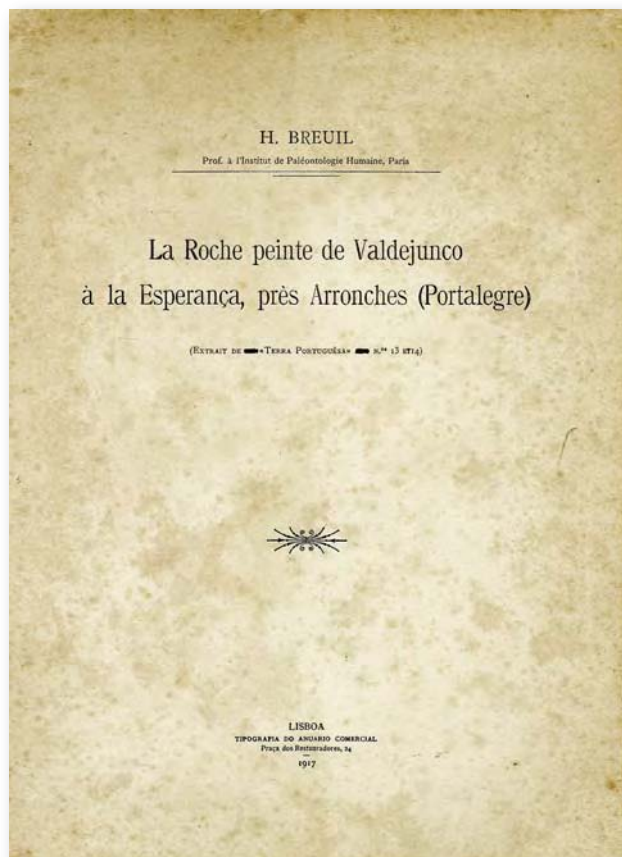 H. BREUIL
Prof. à l'Institut de Paléontologie Humaine, Paris
La Roche peinte de Valdejunco
à la Esperança, près Arronches (Portalegre)
(EXTRAIT DE «TERRA PORTUGUÊSA» N.os 13 ET 14)
LISBOA
TIPOGRAFIA DO ANUARIO COMERCIAL
Praça dos Restauradores, 24
1917